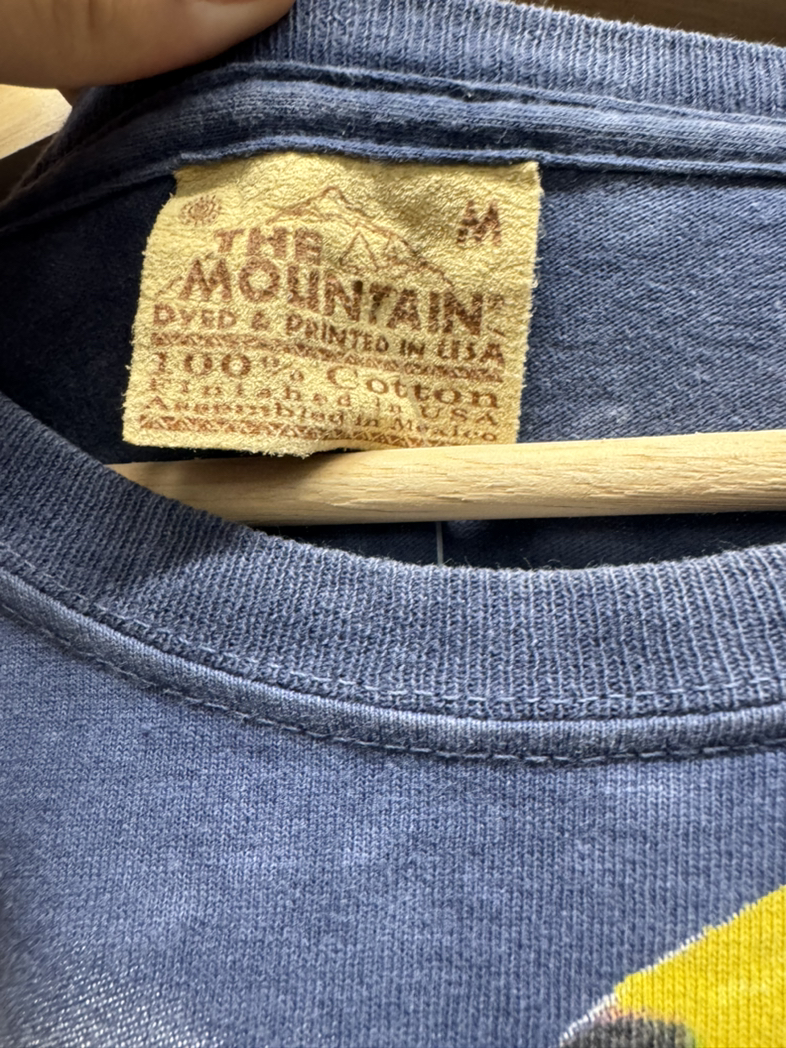 M
THE
MOUNTAIN
DYED & PRINTED IN USA
100% Cotton
Finished in USA
Assembled in Mexico